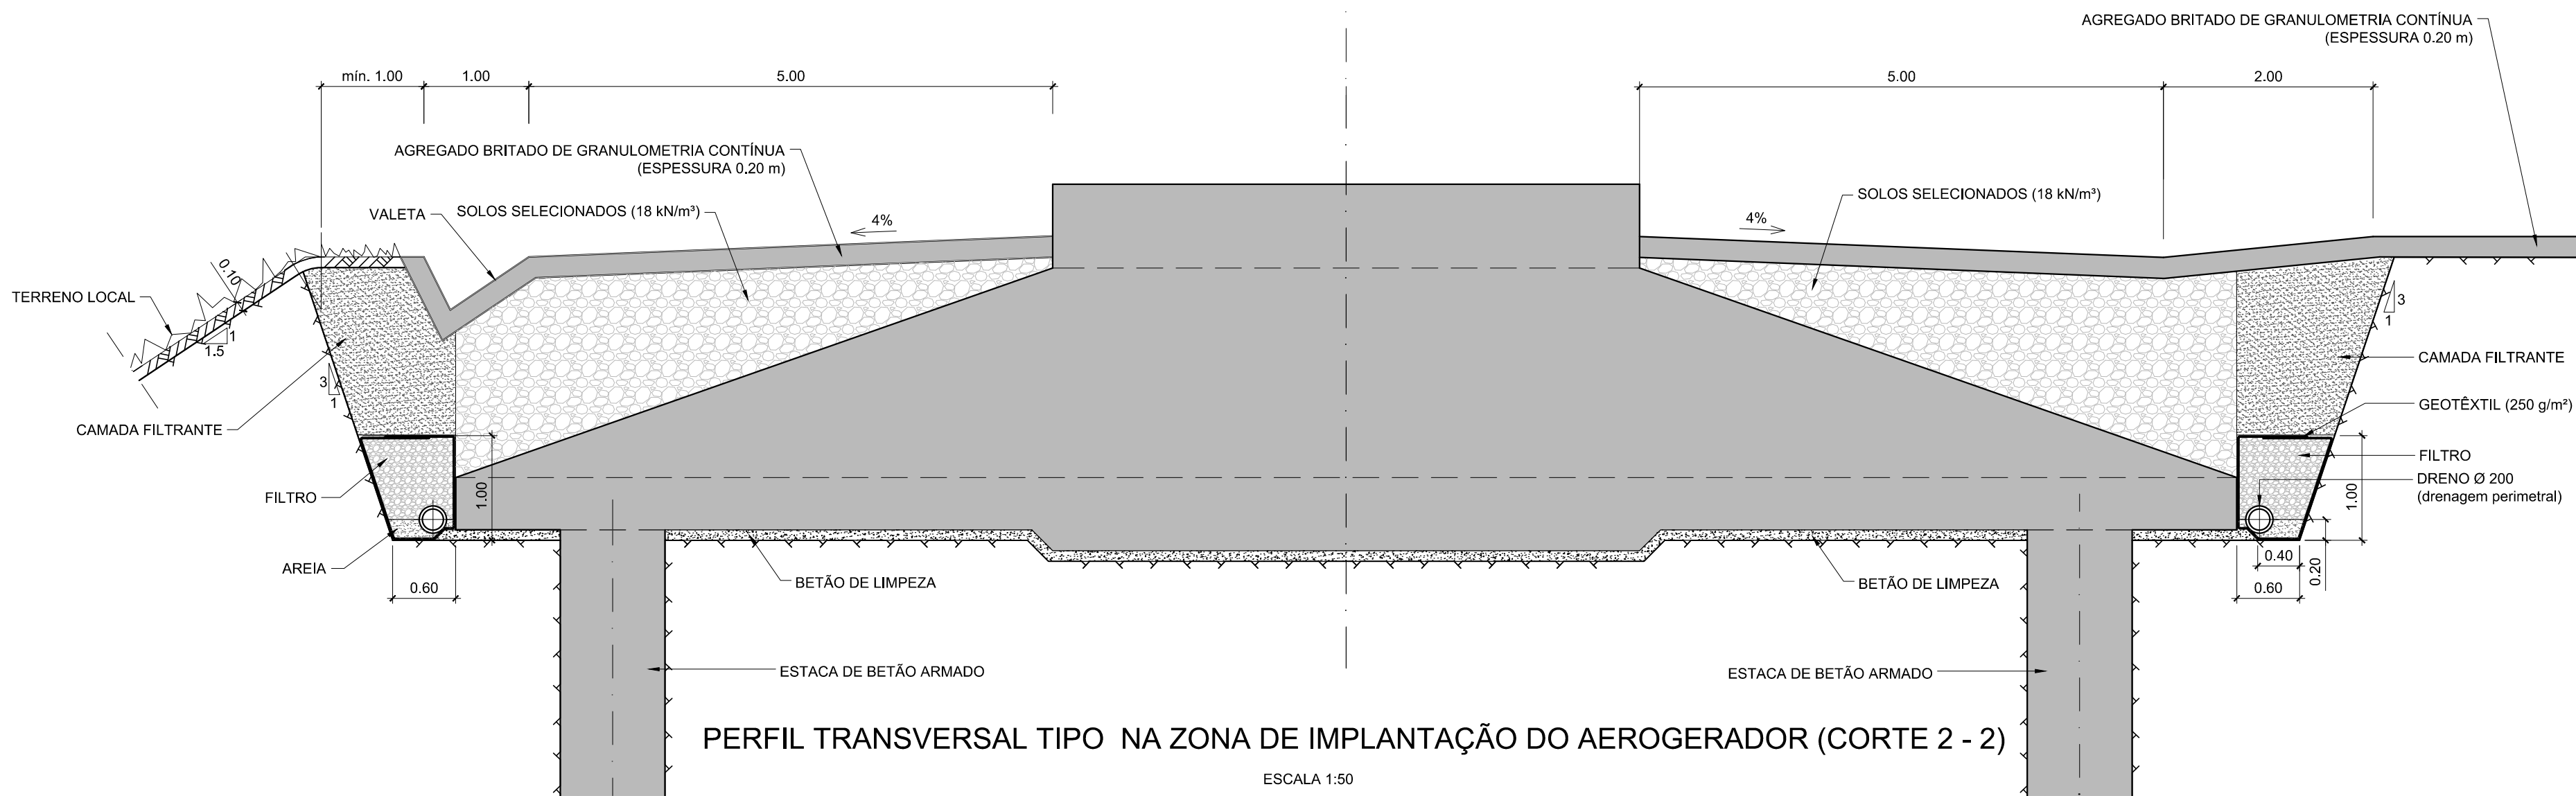 AGREGADO BRITADO DE GRANULOMETRIA CONTÍNUA
(ESPESSURA 0.20 m)
mín. 1.00
1.00
5.00
5.00
2.00
AGREGADO BRITADO DE GRANULOMETRIA CONTÍNUA
(ESPESSURA 0.20 m)
VALETA
SOLOS SELECIONADOS (18 kN/m³)
4%
4%
SOLOS SELECIONADOS (18 kN/m³)
0.10
TERRENO LOCAL
1
1.5
3
1
3
1
CAMADA FILTRANTE
CAMADA FILTRANTE
GEOTÊXTIL (250 g/m²)
FILTRO
FILTRO
DRENO Ø 200
(drenagem perimetral)
1.00
1.00
AREIA
0.60
BETÃO DE LIMPEZA
BETÃO DE LIMPEZA
0.40
0.20
0.60
ESTACA DE BETÃO ARMADO
ESTACA DE BETÃO ARMADO
PERFIL TRANSVERSAL TIPO NA ZONA DE IMPLANTAÇÃO DO AEROGERADOR (CORTE 2 - 2)
ESCALA 1:50